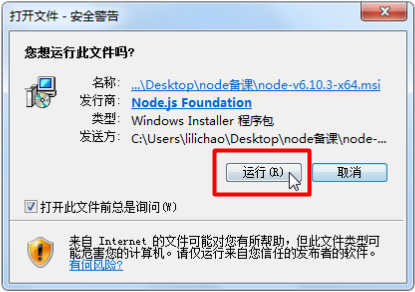 打开文件 - 安全警告
您想运行此文件吗?
名称: ...\Desktop\node备课\node-v6.10.3-x64.msi
发行商: Node.js Foundation
类型: Windows Installer 程序包
发送方: C:\Users\lilichao\Desktop\node备课\node-...
运行(R) 取消
打开此文件前总是询问(W)
来自 Internet 的文件可能对您有所帮助，但此文件类型可
能危害您的计算机。请仅运行来自您信任的发布者的软件。
有何风险?